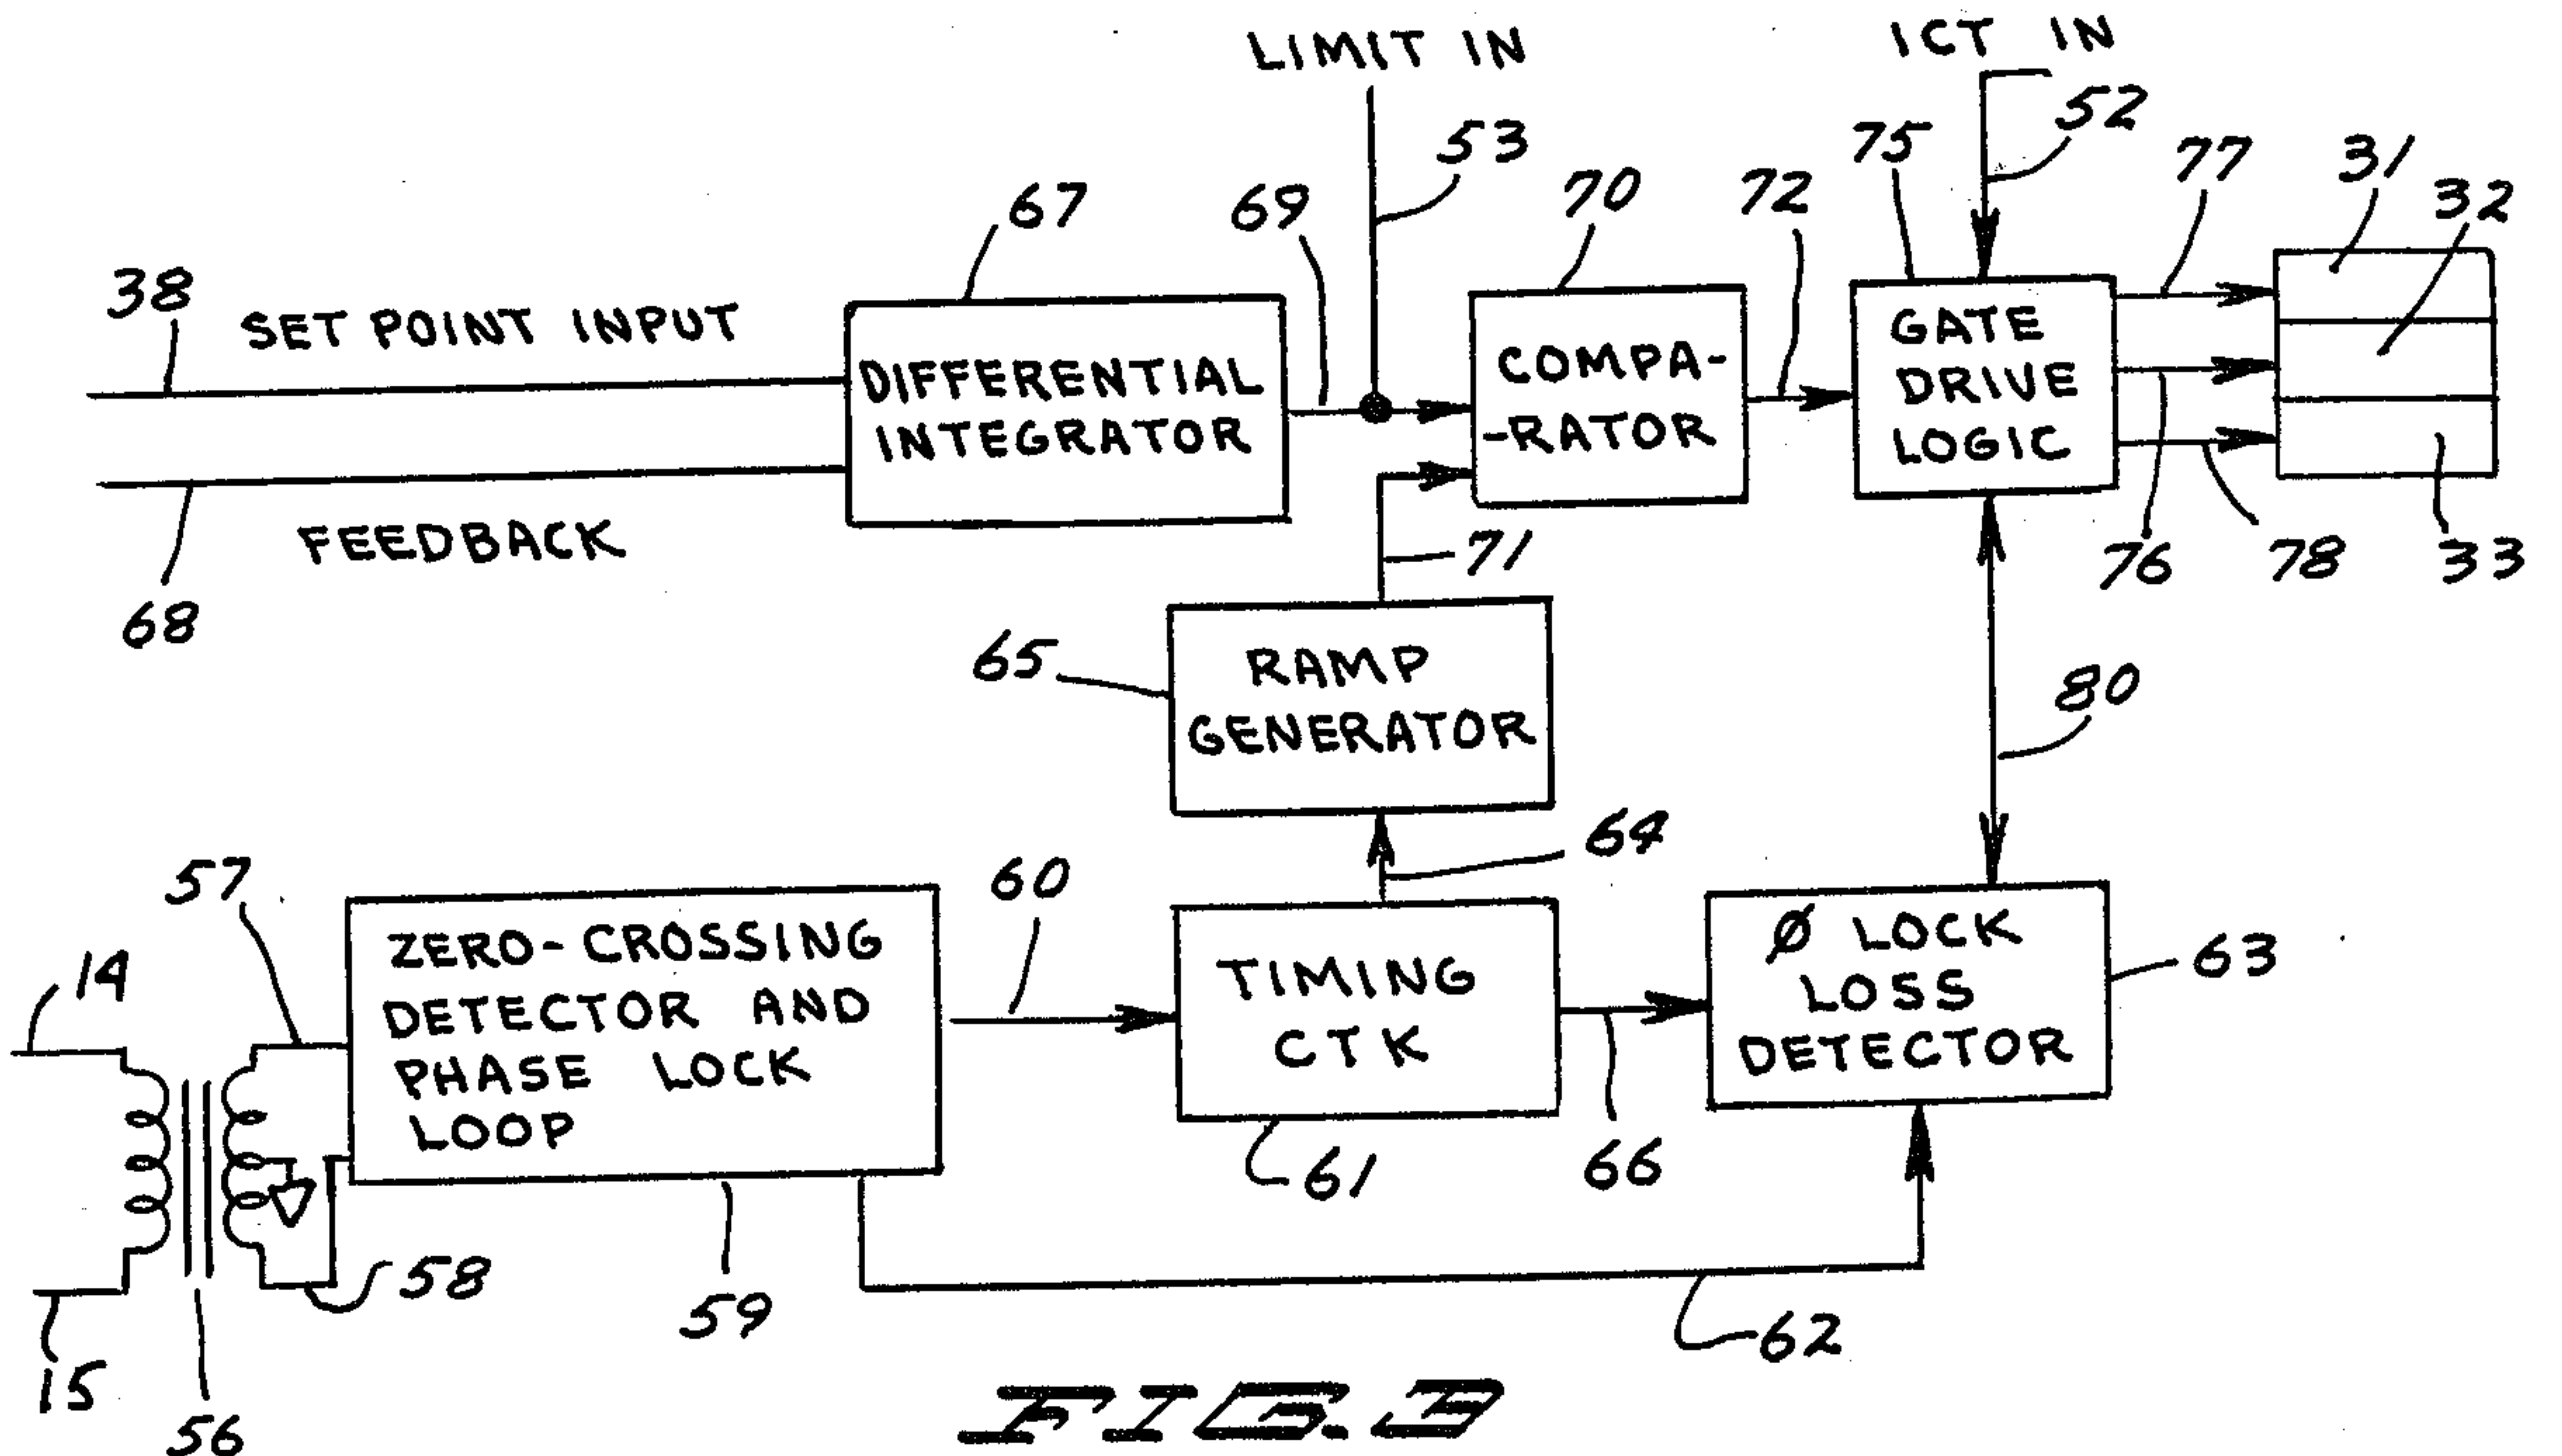 LIMIT IN
ICT IN
52
53
75
77
31
32
67
69
70
72
38
SET POINT INPUT
DIFFERENTIAL
INTEGRATOR
COMPA-
-RATOR
GATE
DRIVE
LOGIC
68
FEEDBACK
71
76
78
33
65
RAMP
GENERATOR
80
64
57
60
14
ZERO-CROSSING
DETECTOR AND
PHASE LOCK
LOOP
TIMING
CTK
Ø LOCK
LOSS
DETECTOR
63
58
59
61
66
62
15
56
FIG. 3